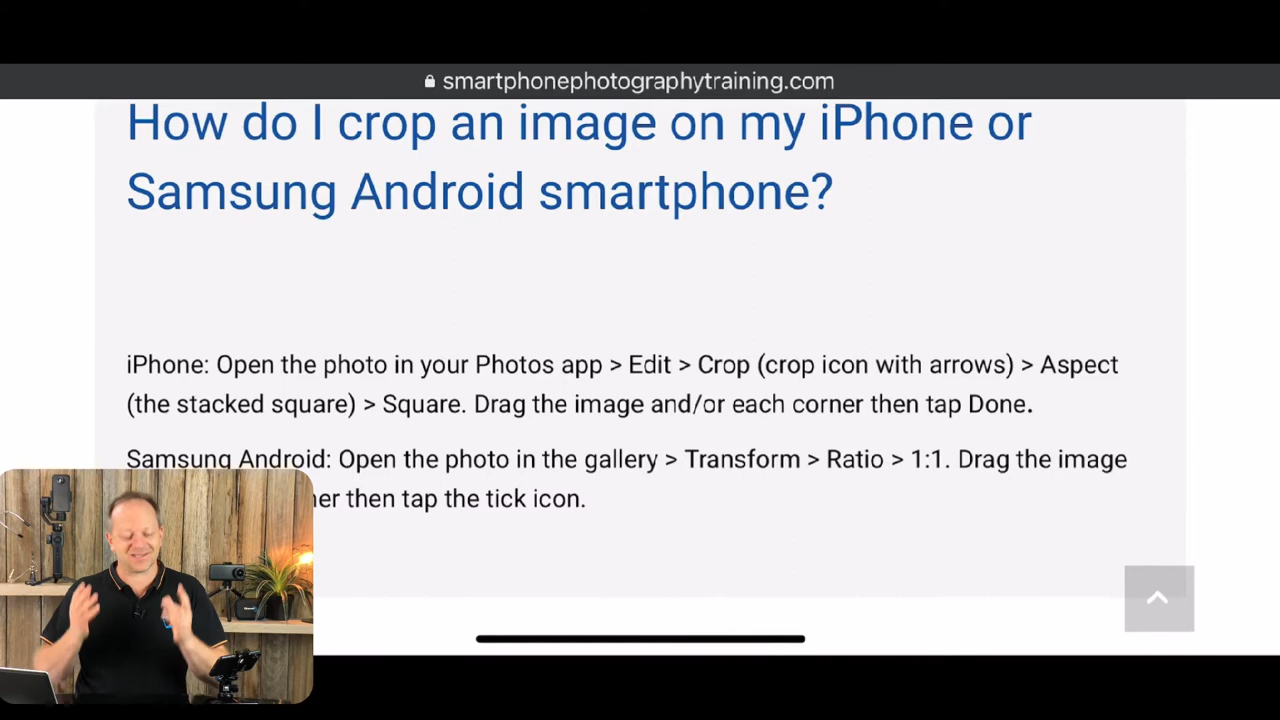 smartphonephotographytraining.com
How do I crop an image on my iPhone or
Samsung Android smartphone?
iPhone: Open the photo in your Photos app > Edit > Crop (crop icon with arrows) > Aspect
(the stacked square) > Square. Drag the image and/or each corner then tap Done.
Samsung Android: Open the photo in the gallery > Transform > Ratio > 1:1. Drag the image
then tap the tick icon.